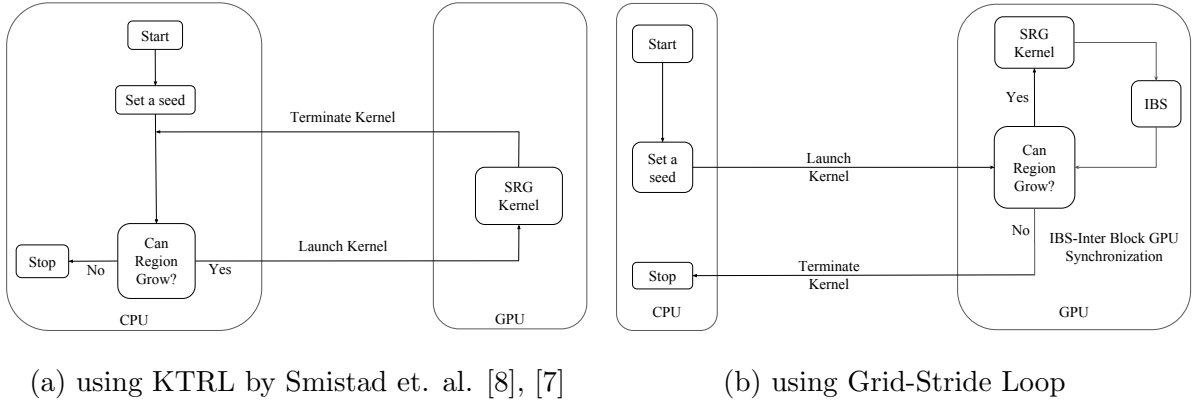 Start
Set a seed
Terminate Kernel
SRG
Kernel
Can
Region
Grow?
Launch Kernel
Stop
No
Yes
CPU
GPU
(a) using KTRL by Smistad et. al. [8], [7]
Start
Set a
seed
Launch
Kernel
SRG
Kernel
IBS
Yes
Can
Region
Grow?
No
IBS-Inter Block GPU
Synchronization
Terminate
Kernel
Stop
CPU
GPU
(b) using Grid-Stride Loop